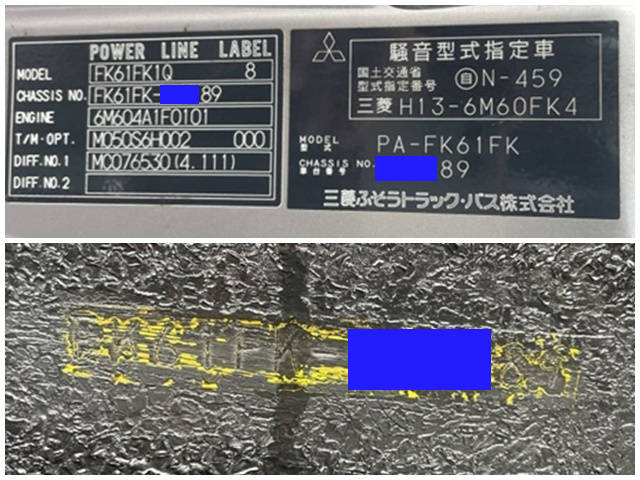 POWER LINE LABEL
MODEL FK61FK1Q 8
CHASSIS NO. FK61FK- 89
ENGINE 6M604A1F0101
T/M·OPT. M050S6H002 000
DIFF.NO.1 MC076530(4.111)
DIFF.NO.2
騒音型式指定車
国土交通省
型式指定番号 自N-459
三菱 H13-6M60FK4
MODEL
型式 PA-FK61FK
CHASSIS NO.
車台番号 89
三菱ふそうトラック・バス株式会社